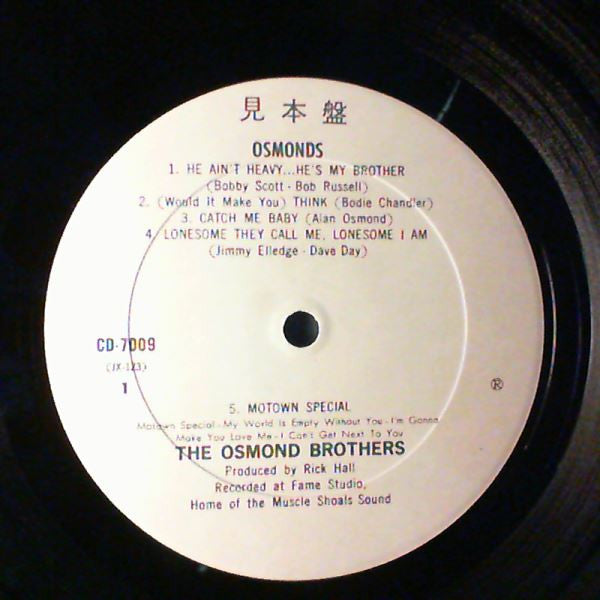 見本盤
OSMONDS
1. HE AIN'T HEAVY...HE'S MY BROTHER
(Bobby Scott - Bob Russell)
2. (Would It Make You) THINK (Bodie Chandler)
3. CATCH ME BABY (Alan Osmond)
4. LONESOME THEY CALL ME, LONESOME I AM
(Jimmy Elledge - Dave Day)
CD-7009
(JX-123)
1
®
5. MOTOWN SPECIAL
Motown Special - My World Is Empty Without You - I'm Gonna
Make You Love Me - I Can't Get Next To You
THE OSMOND BROTHERS
Produced by Rick Hall
Recorded at Fame Studio,
Home of the Muscle Shoals Sound